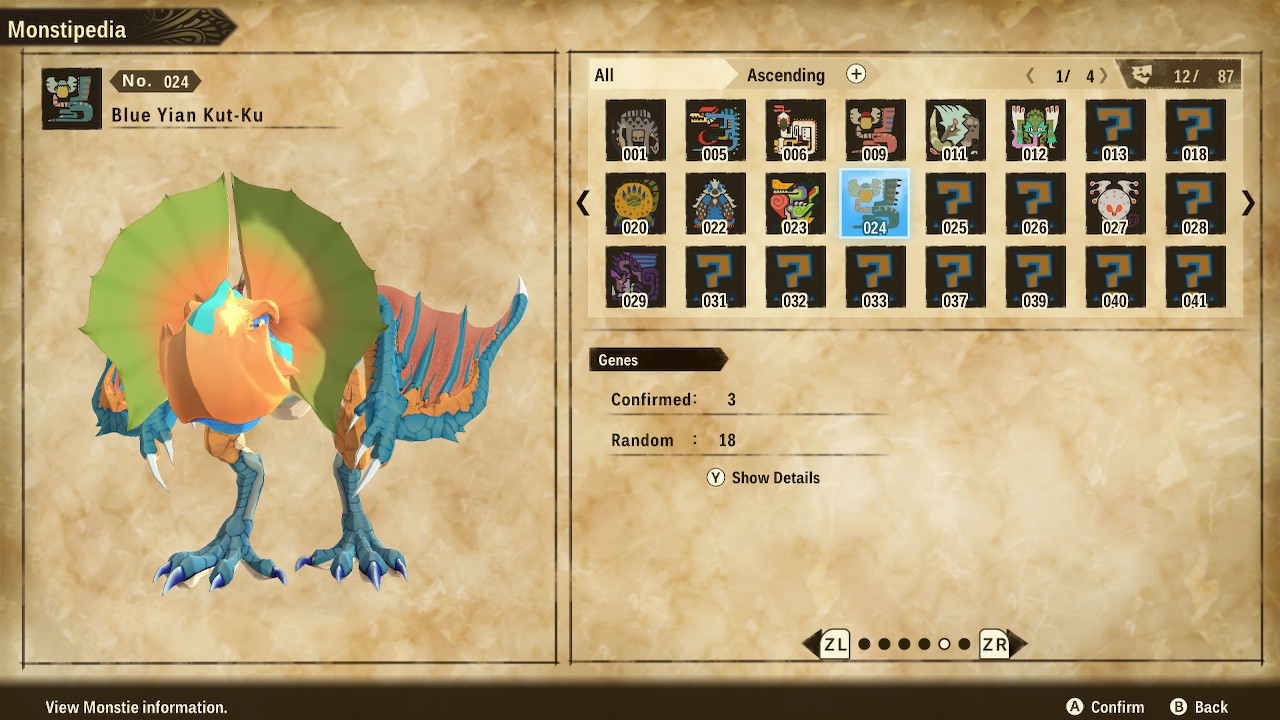 Monstipedia
No. 024
Blue Yian Kut-Ku
All
Ascending +
1/ 4
12/ 87
001 005 006 009 011 012 013 018
020 022 023 024 025 026 027 028
029 031 032 033 037 039 040 041
Genes
Confirmed: 3
Random : 18
Y Show Details
ZL ZR
View Monstie information.
A Confirm B Back